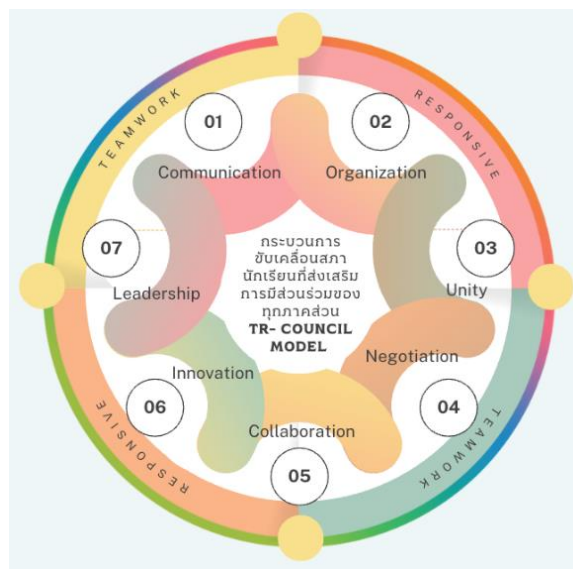 TEAMWORK
RESPONSIVE
01
02
Communication
Organization
07
03
กระบวนการ
ขับเคลื่อนสภา
นักเรียนที่ส่งเสริม
การมีส่วนร่วมของ
ทุกภาคส่วน
TR- COUNCIL
MODEL
Leadership
Unity
Negotiation
Innovation
06
04
Collaboration
05
RESPONSIVE
TEAMWORK